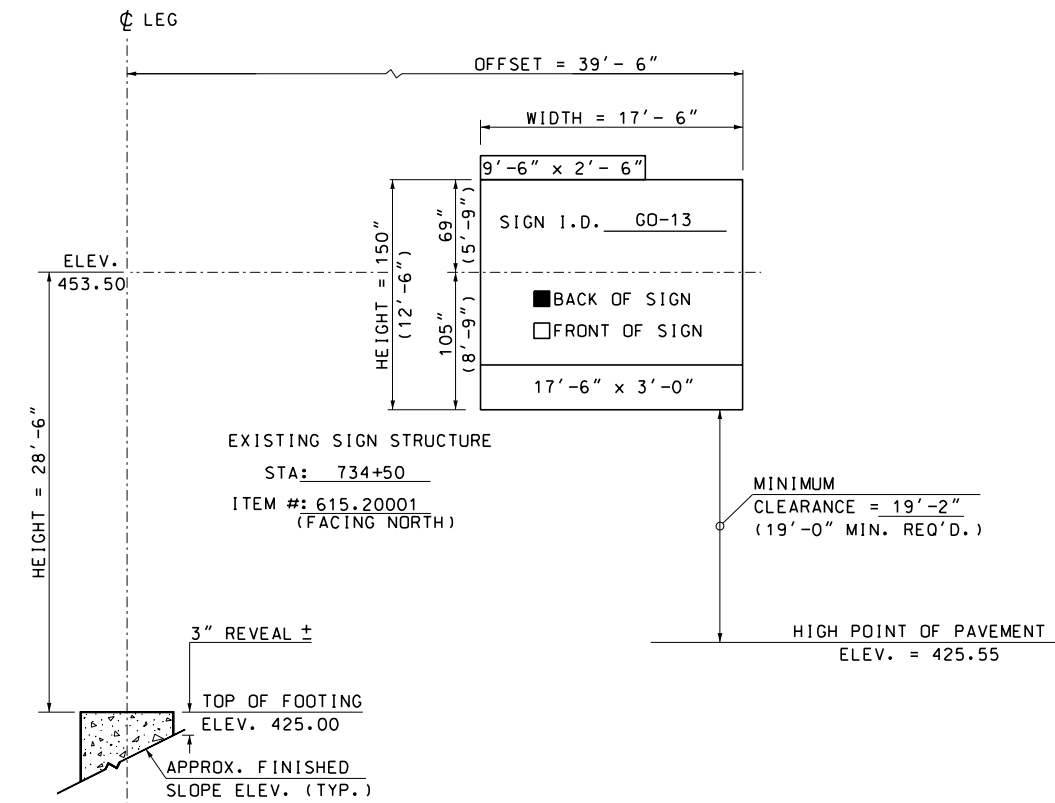 ℄ LEG
OFFSET = 39'- 6"
WIDTH = 17'- 6"
9'-6" x 2'- 6"
SIGN I.D. GO-13
69"
(5'-9")
HEIGHT = 150"
(12'-6")
ELEV.
453.50
BACK OF SIGN
FRONT OF SIGN
105"
(8'-9")
17'-6" x 3'-0"
HEIGHT = 28'-6"
EXISTING SIGN STRUCTURE
STA: 734+50
ITEM #: 615.20001
(FACING NORTH)
MINIMUM
CLEARANCE = 19'-2"
(19'-0" MIN. REQ'D.)
3" REVEAL ±
HIGH POINT OF PAVEMENT
ELEV. = 425.55
TOP OF FOOTING
ELEV. 425.00
APPROX. FINISHED
SLOPE ELEV. (TYP.)